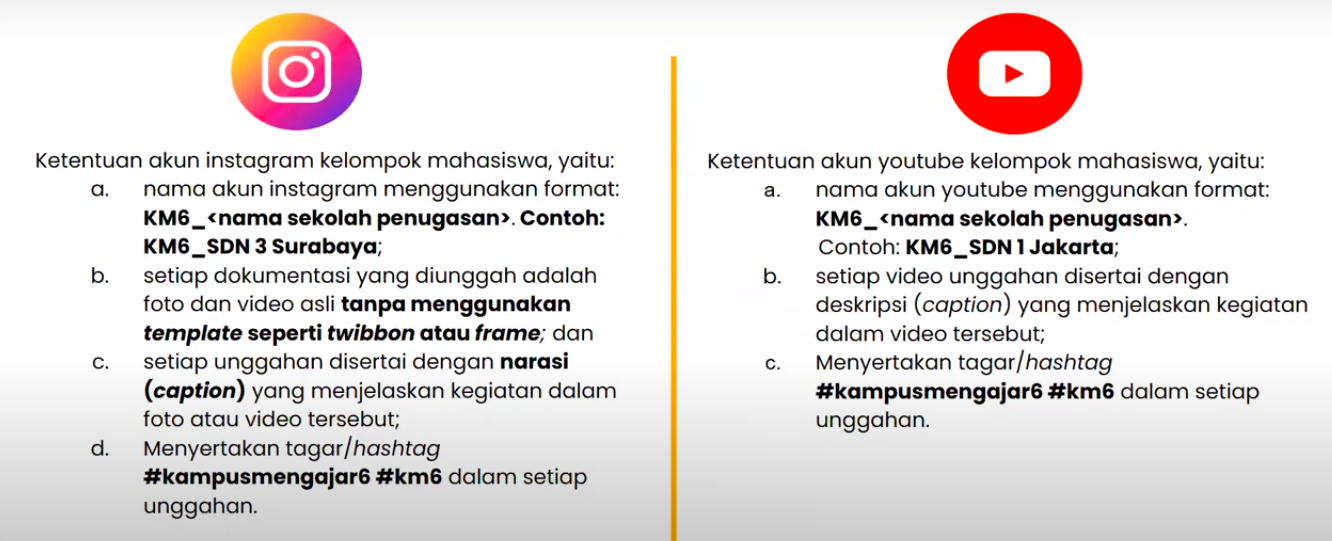 Ketentuan akun instagram kelompok mahasiswa, yaitu:
a. nama akun instagram menggunakan format:
KM6_<nama sekolah penugasan>. Contoh:
KM6_SDN 3 Surabaya;
b. setiap dokumentasi yang diunggah adalah
foto dan video asli tanpa menggunakan
template seperti twibbon atau frame; dan
c. setiap unggahan disertai dengan narasi
(caption) yang menjelaskan kegiatan dalam
foto atau video tersebut;
d. Menyertakan tagar/hashtag
#kampusmengajar6 #km6 dalam setiap
unggahan.
Ketentuan akun youtube kelompok mahasiswa, yaitu:
a. nama akun youtube menggunakan format:
KM6_<nama sekolah penugasan>.
Contoh: KM6_SDN 1 Jakarta;
b. setiap video unggahan disertai dengan
deskripsi (caption) yang menjelaskan kegiatan
dalam video tersebut;
c. Menyertakan tagar/hashtag
#kampusmengajar6 #km6 dalam setiap
unggahan.